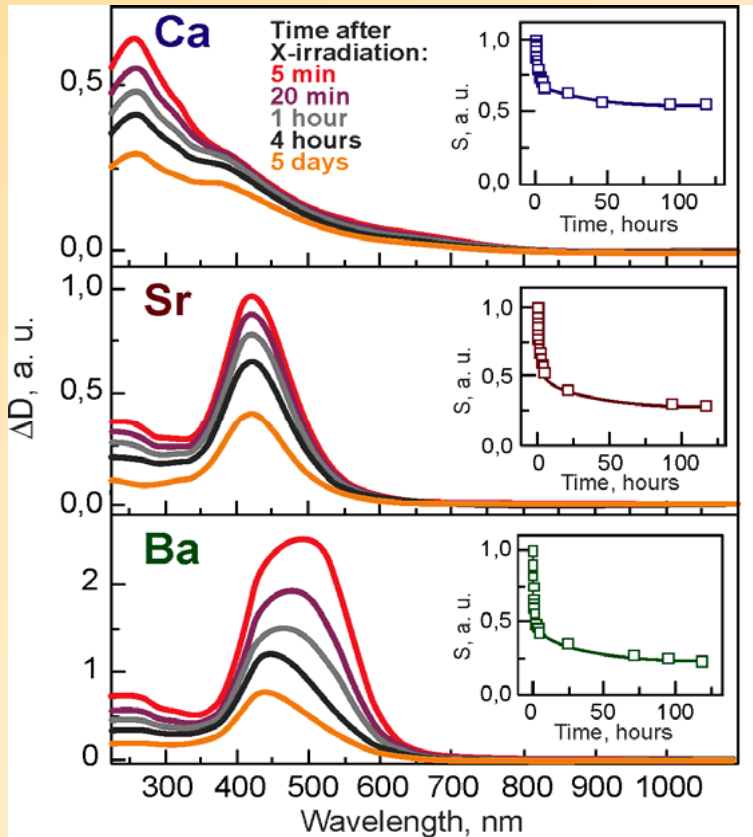 Ca
Time after
X-irradiation:
5 min
20 min
1 hour
4 hours
5 days
0,5
0,0
1,0
0,5
0,0
S, a. u.
0 50 100
Time, hours
Sr
1,0
0,5
0,0
1,0
0,5
0,0
S, a. u.
0 50 100
Time, hours
ΔD, a. u.
Ba
2
1
0
1,0
0,5
0,0
S, a. u.
0 50 100
Time, hours
300 400 500 600 700 800 900 1000
Wavelength, nm